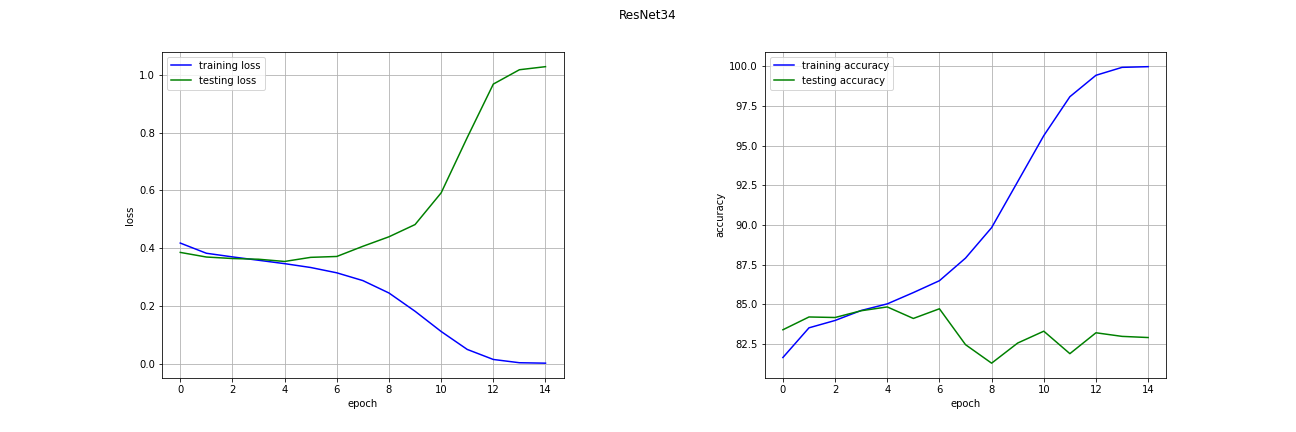 ResNet34
training loss
testing loss
1.0
0.8
0.6
0.4
0.2
0.0
loss
0 2 4 6 8 10 12 14
epoch
training accuracy
testing accuracy
100.0
97.5
95.0
92.5
90.0
87.5
85.0
82.5
accuracy
0 2 4 6 8 10 12 14
epoch